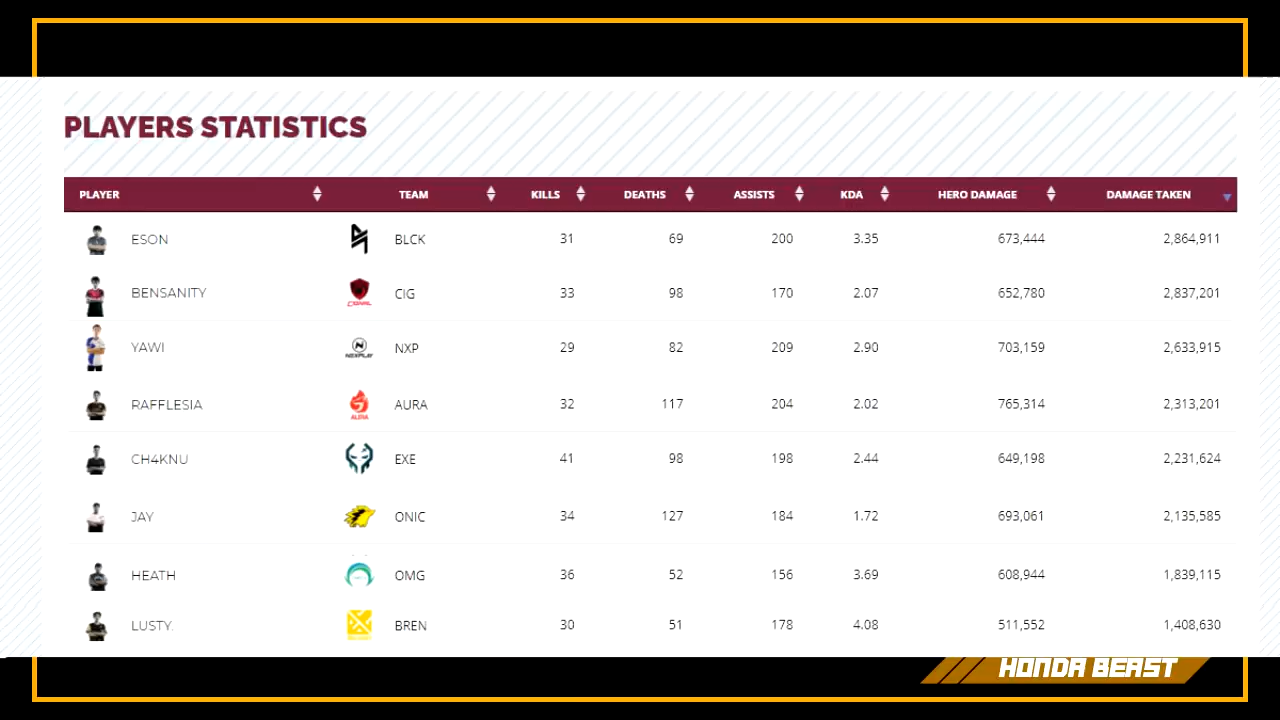 PLAYERS STATISTICS
PLAYER TEAM KILLS DEATHS ASSISTS KDA HERO DAMAGE DAMAGE TAKEN
ESON BLCK 31 69 200 3.35 673,444 2,864,911
BENSANITY CIG 33 98 170 2.07 652,780 2,837,201
YAWI NXP 29 82 209 2.90 703,159 2,633,915
RAFFLESIA AURA 32 117 204 2.02 765,314 2,313,201
CH4KNU EXE 41 98 198 2.44 649,198 2,231,624
JAY ONIC 34 127 184 1.72 693,061 2,135,585
HEATH OMG 36 52 156 3.69 608,944 1,839,115
LUSTY BREN 30 51 178 4.08 511,552 1,408,630
HONDA BEAST